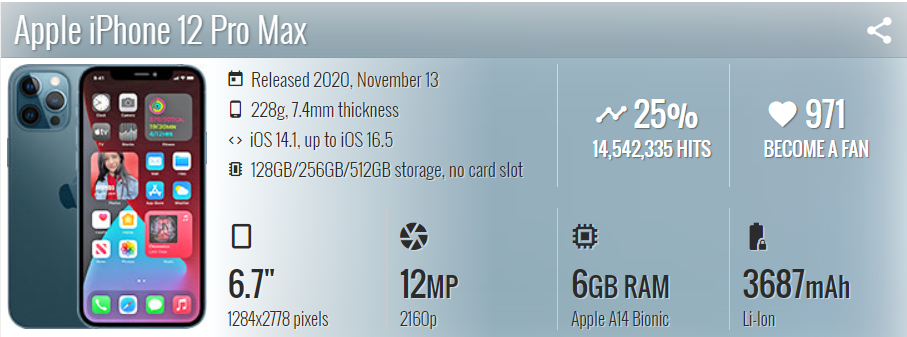 Apple iPhone 12 Pro Max
Released 2020, November 13
228g, 7.4mm thickness
iOS 14.1, up to iOS 16.5
128GB/256GB/512GB storage, no card slot
25%
14,542,335 HITS
971
BECOME A FAN
6.7"
1284x2778 pixels
12MP
2160p
6GB RAM
Apple A14 Bionic
3687mAh
Li-Ion